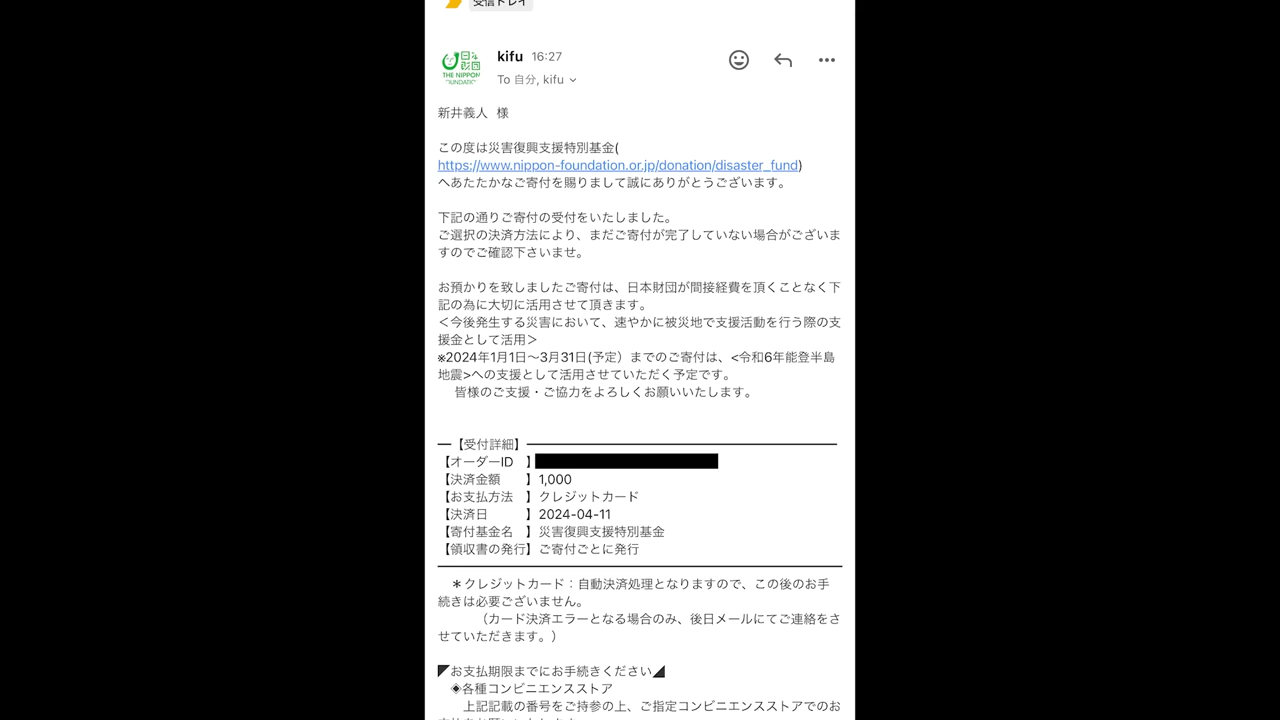 受信トレイ
日本財団
THE NIPPON
FOUNDATION
kifu 16:27
To 自分, kifu
新井義人 様
この度は災害復興支援特別基金(
https://www.nippon-foundation.or.jp/donation/disaster_fund)
へあたたかなご寄付を賜りまして誠にありがとうございます。
下記の通りご寄付の受付をいたしました。
ご選択の決済方法により、まだご寄付が完了していない場合がございま
すのでご確認下さいませ。
お預かりを致しましたご寄付は、日本財団が間接経費を頂くことなく下
記の為に大切に活用させて頂きます。
＜今後発生する災害において、速やかに被災地で支援活動を行う際の支
援金として活用＞
※2024年1月1日～3月31日(予定）までのご寄付は、<令和6年能登半島
地震>への支援として活用させていただく予定です。
皆様のご支援・ご協力をよろしくお願いいたします。
【受付詳細】
【オーダーID 】
【決済金額 】1,000
【お支払方法 】クレジットカード
【決済日 】2024-04-11
【寄付基金名 】災害復興支援特別基金
【領収書の発行】ご寄付ごとに発行
＊クレジットカード：自動決済処理となりますので、この後のお手
続きは必要ございません。
（カード決済エラーとなる場合のみ、後日メールにてご連絡をさ
せていただきます。）
◤お支払期限までにお手続きください◢
◈各種コンビニエンスストア
上記記載の番号をご持参の上、ご指定コンビニエンスストアでのお